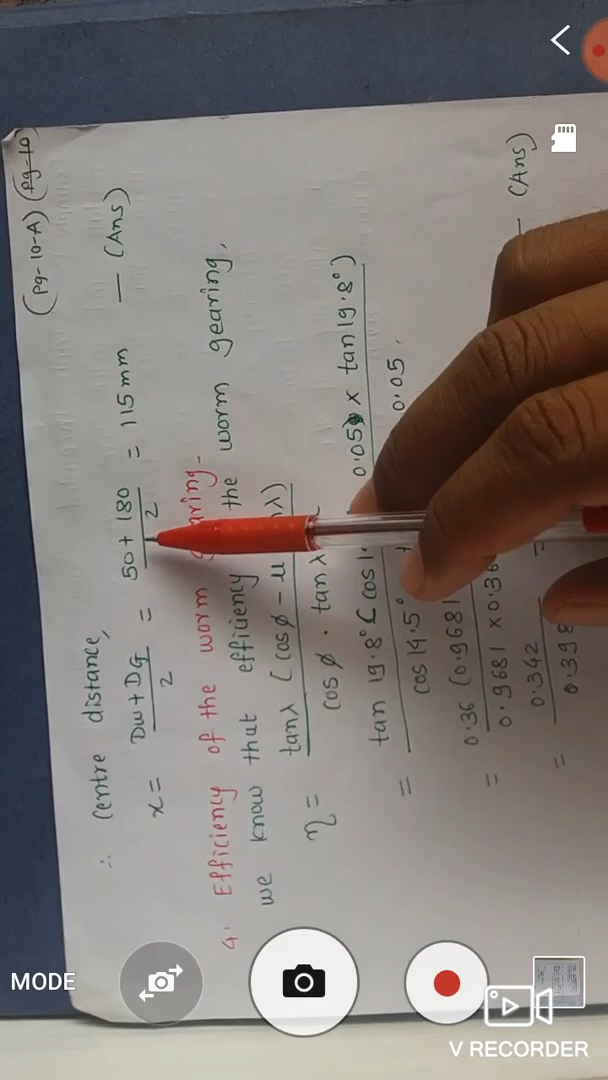 (Pg-10-A) (Pg-10)
∴ Centre distance,
x = Dw + DG / 2 = 50 + 180 / 2 = 115 mm — (Ans)
4. Efficiency of the worm
we know that efficiency the worm gearing,
η = tanλ (cosφ - μ
cosφ . tanλ
= tan 19.8° ( cos 0.05 x tan 19.8°)
cos 14.5° 0.05
= 0.36 (0.9681
0.9681 x 0.36
= 0.342
0.398 — (Ans)
MODE
V RECORDER